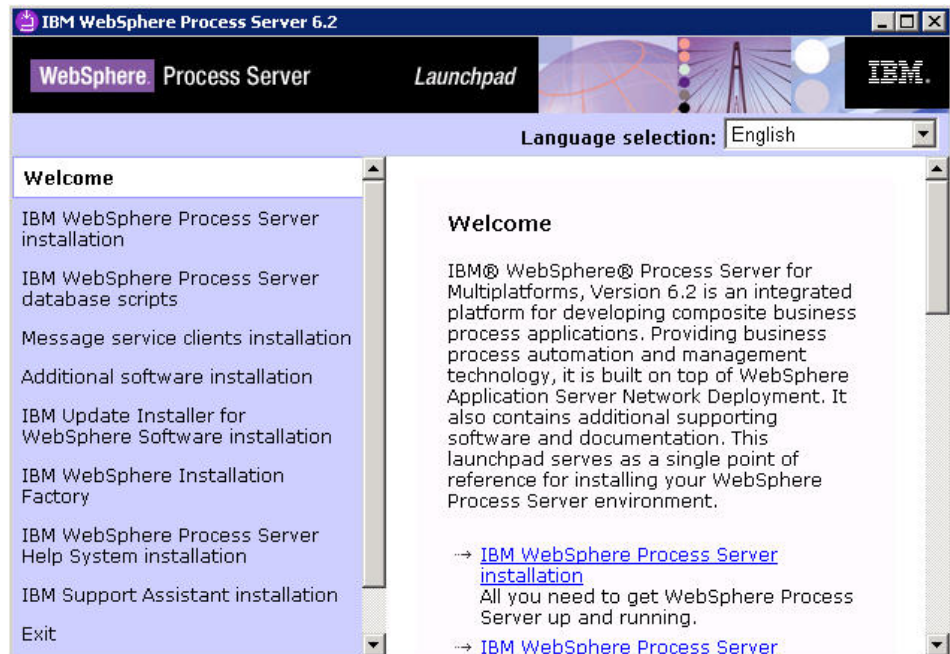 IBM WebSphere Process Server 6.2
WebSphere. Process Server Launchpad IBM.
Language selection: English
Welcome
IBM WebSphere Process Server
installation
IBM WebSphere Process Server
database scripts
Message service clients installation
Additional software installation
IBM Update Installer for
WebSphere Software installation
IBM WebSphere Installation
Factory
IBM WebSphere Process Server
Help System installation
IBM Support Assistant installation
Exit
Welcome
IBM® WebSphere® Process Server for
Multiplatforms, Version 6.2 is an integrated
platform for developing composite business
process applications. Providing business
process automation and management
technology, it is built on top of WebSphere
Application Server Network Deployment. It
also contains additional supporting
software and documentation. This
launchpad serves as a single point of
reference for installing your WebSphere
Process Server environment.
IBM WebSphere Process Server
installation
All you need to get WebSphere Process
Server up and running.
IBM WebSphere Process Server